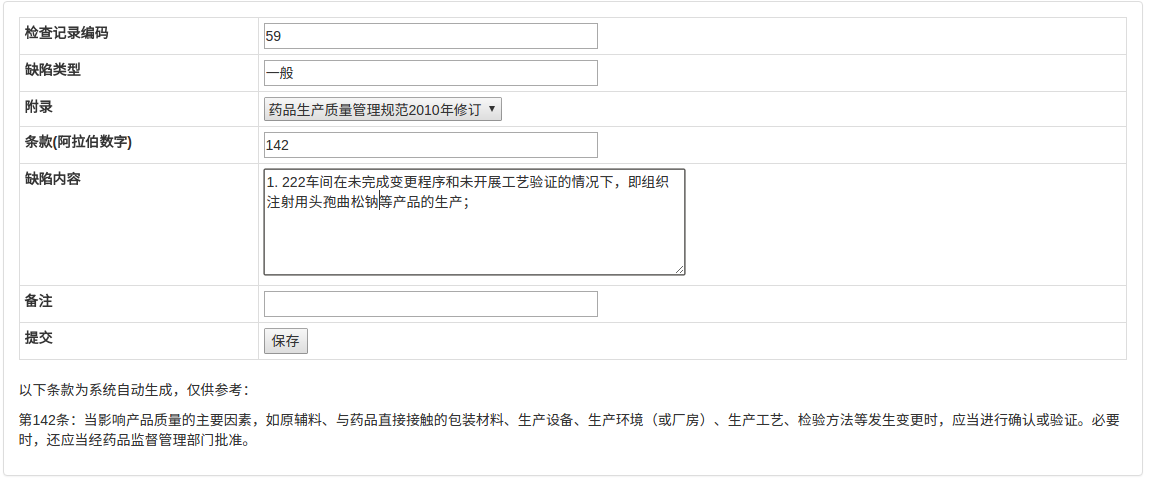 检查记录编码 59
缺陷类型 一般
附录 药品生产质量管理规范2010年修订
条款(阿拉伯数字) 142
缺陷内容 1. 222车间在未完成变更程序和未开展工艺验证的情况下，即组织
注射用头孢曲松钠等产品的生产；
备注
提交 保存
以下条款为系统自动生成，仅供参考：
第142条：当影响产品质量的主要因素，如原辅料、与药品直接接触的包装材料、生产设备、生产环境（或厂房）、生产工艺、检验方法等发生变更时，应当进行确认或验证。必要
时，还应当经药品监督管理部门批准。